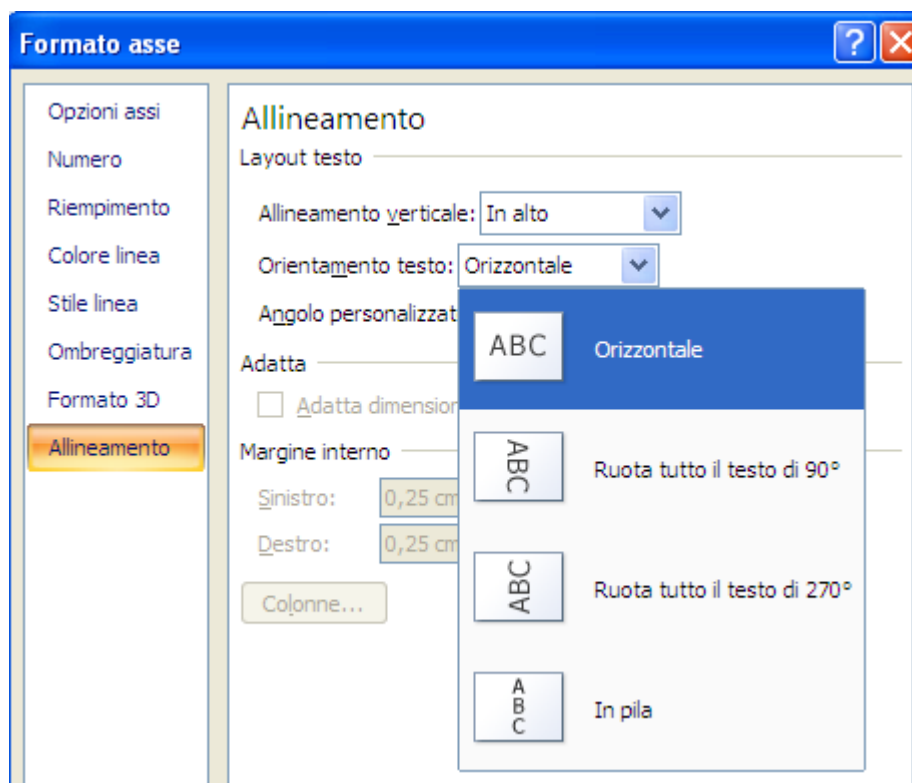 Formato asse
Opzioni assi
Numero
Riempimento
Colore linea
Stile linea
Ombreggiatura
Formato 3D
Allineamento
Allineamento
Layout testo
Allineamento verticale: In alto
Orientamento testo: Orizzontale
Angolo personalizzat
Adatta
Adatta dimension
Margine interno
Sinistro: 0,25 cm
Destro: 0,25 cm
Colonne...
ABC Orizzontale
ABC Ruota tutto il testo di 90°
ABC Ruota tutto il testo di 270°
A
B
C
In pila